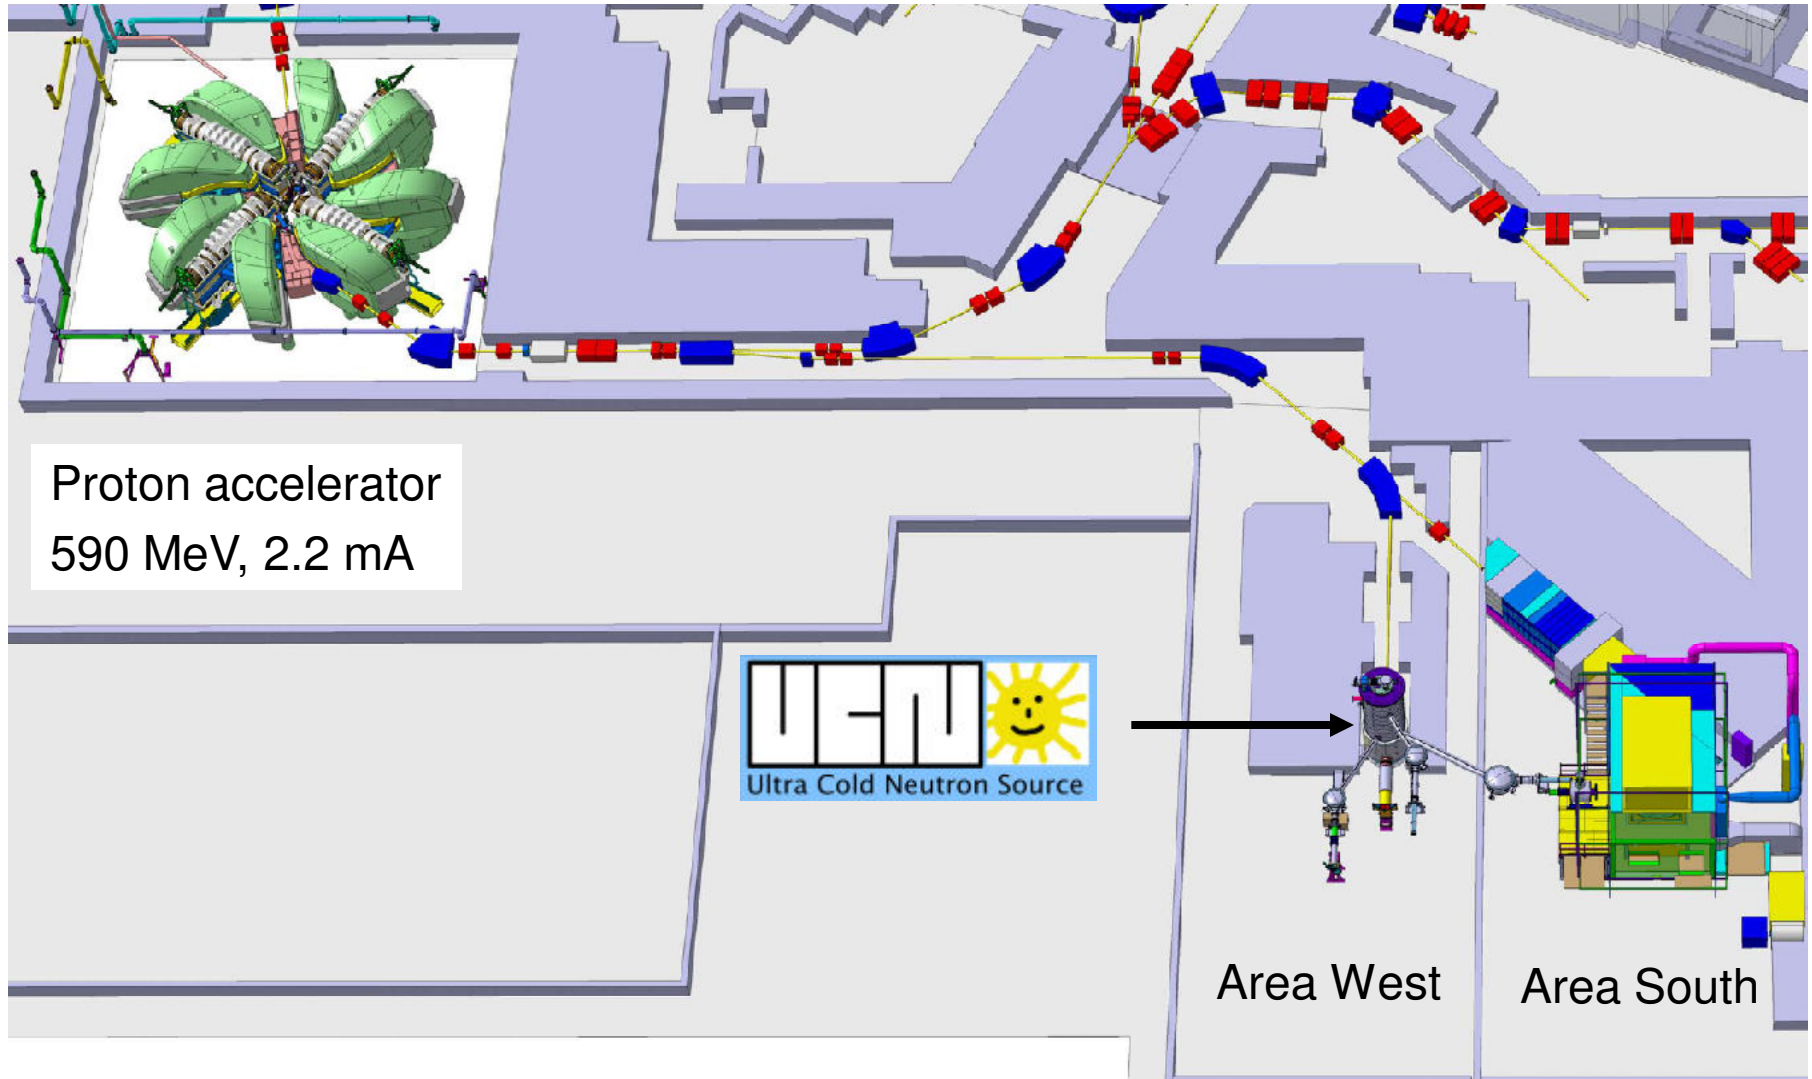 Proton accelerator
590 MeV, 2.2 mA
UCN
Ultra Cold Neutron Source
Area West
Area South